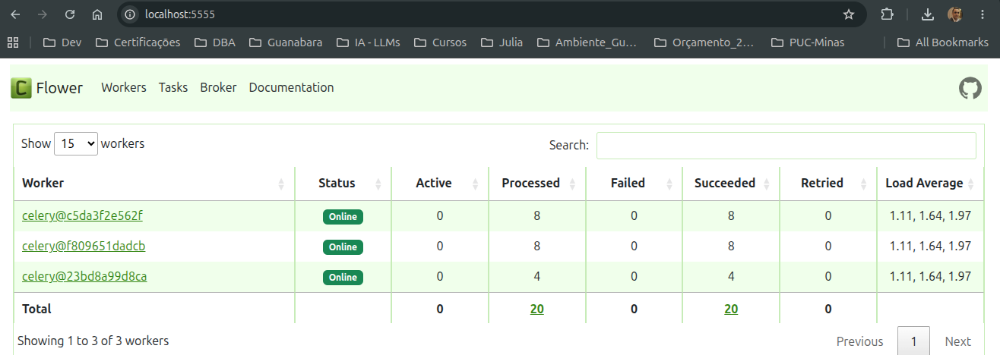 localhost:5555
Dev Certificações DBA Guanabara IA - LLMs Cursos Julia Ambiente_Gu... Orçamento_2... PUC-Minas All Bookmarks
C Flower Workers Tasks Broker Documentation
Show 15 workers Search:
Worker Status Active Processed Failed Succeeded Retried Load Average
celery@c5da3f2e562f Online 0 8 0 8 0 1.11, 1.64, 1.97
celery@f809651dadcb Online 0 8 0 8 0 1.11, 1.64, 1.97
celery@23bd8a99d8ca Online 0 4 0 4 0 1.11, 1.64, 1.97
Total 0 20 0 20 0
Showing 1 to 3 of 3 workers Previous 1 Next